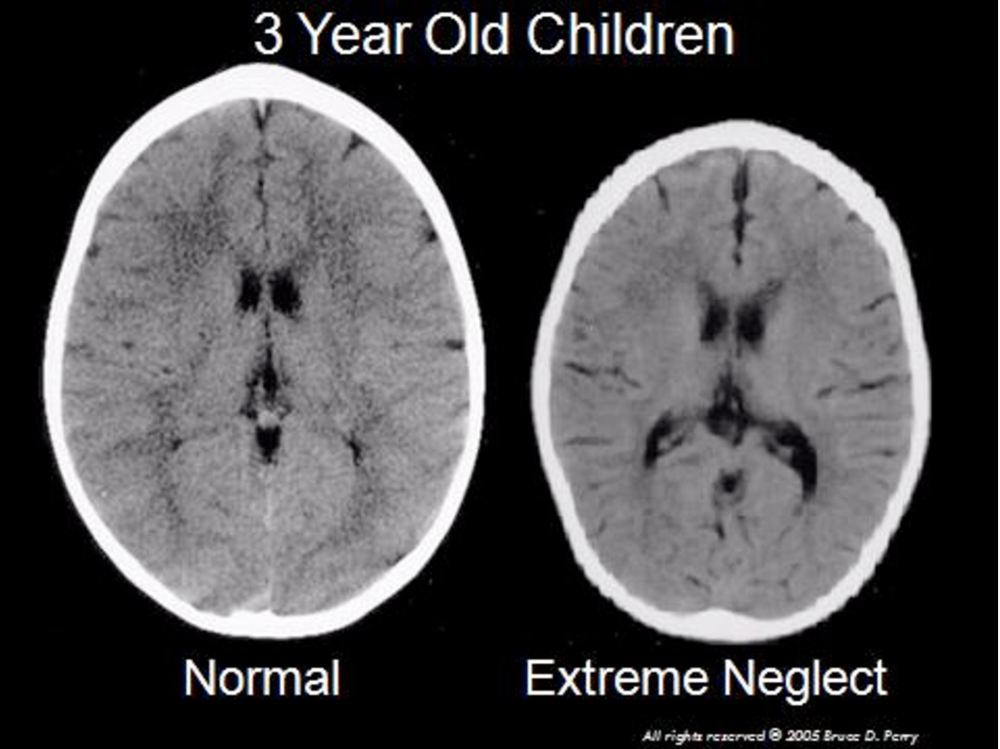 3 Year Old Children
Normal
Extreme Neglect
All rights reserved © 2005 Bruce D. Perry